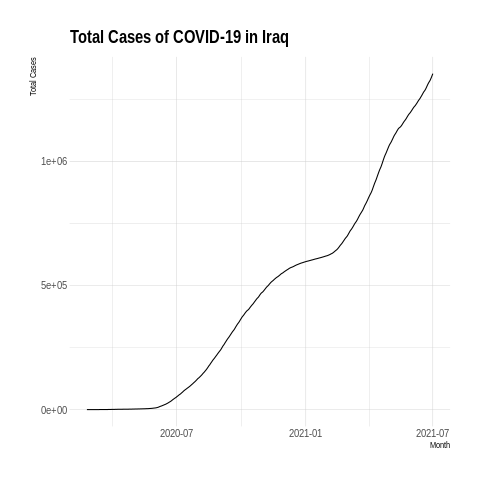 Total Cases of COVID-19 in Iraq
Total Cases
1e+06
5e+05
0e+00
2020-07
2021-01
2021-07
Month